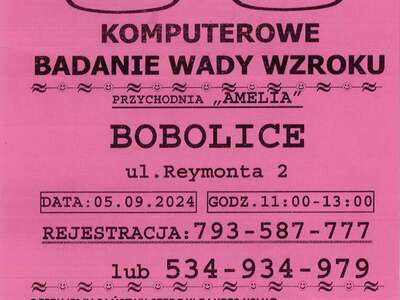 KOMPUTEROWE
BADANIE WADY WZROKU
PRZYCHODNIA „AMELIA"
BOBOLICE
ul.Reymonta 2
DATA:05.09.2024 GODZ.11:00-13:00
REJESTRACJA:793-587-777
lub 534-934-979